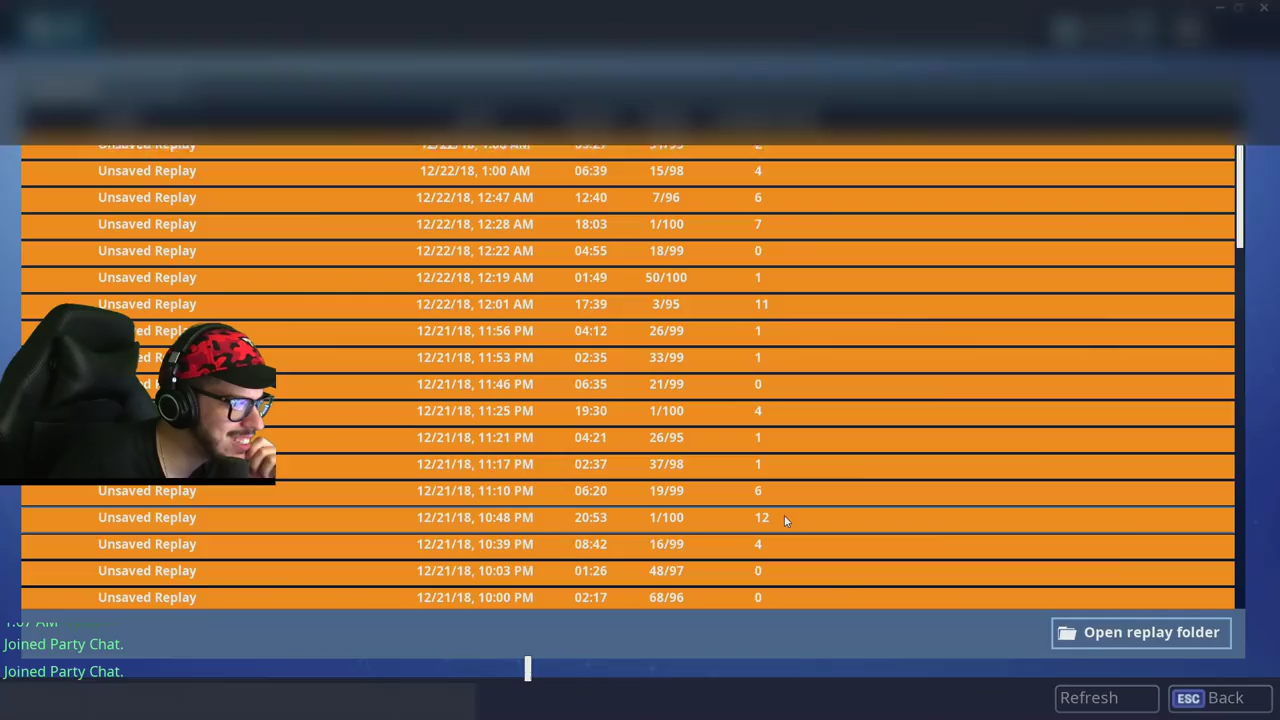 Unsaved Replay 12/22/18, 1:00 AM 06:39 15/98 4
Unsaved Replay 12/22/18, 12:47 AM 12:40 7/96 6
Unsaved Replay 12/22/18, 12:28 AM 18:03 1/100 7
Unsaved Replay 12/22/18, 12:22 AM 04:55 18/99 0
Unsaved Replay 12/22/18, 12:19 AM 01:49 50/100 1
Unsaved Replay 12/22/18, 12:01 AM 17:39 3/95 11
Unsaved 12/21/18, 11:56 PM 04:12 26/99 1
12/21/18, 11:53 PM 02:35 33/99 1
12/21/18, 11:46 PM 06:35 21/99 0
12/21/18, 11:25 PM 19:30 1/100 4
12/21/18, 11:21 PM 04:21 26/95 1
12/21/18, 11:17 PM 02:37 37/98 1
Unsaved Replay 12/21/18, 11:10 PM 06:20 19/99 6
Unsaved Replay 12/21/18, 10:48 PM 20:53 1/100 12
Unsaved Replay 12/21/18, 10:39 PM 08:42 16/99 4
Unsaved Replay 12/21/18, 10:03 PM 01:26 48/97 0
Unsaved Replay 12/21/18, 10:00 PM 02:17 68/96 0
Joined Party Chat.
Open replay folder
Joined Party Chat.
Refresh
ESC Back